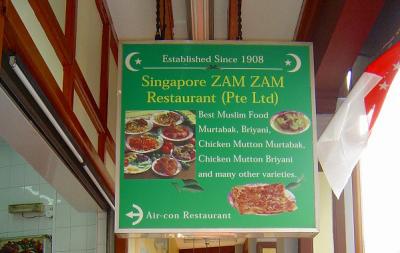 Established Since 1908
Singapore ZAM ZAM
Restaurant (Pte Ltd)
Best Muslim Food
Murtabak, Briyani,
Chicken Mutton Murtabak,
Chicken Mutton Briyani
and many other varieties.
Air-con Restaurant